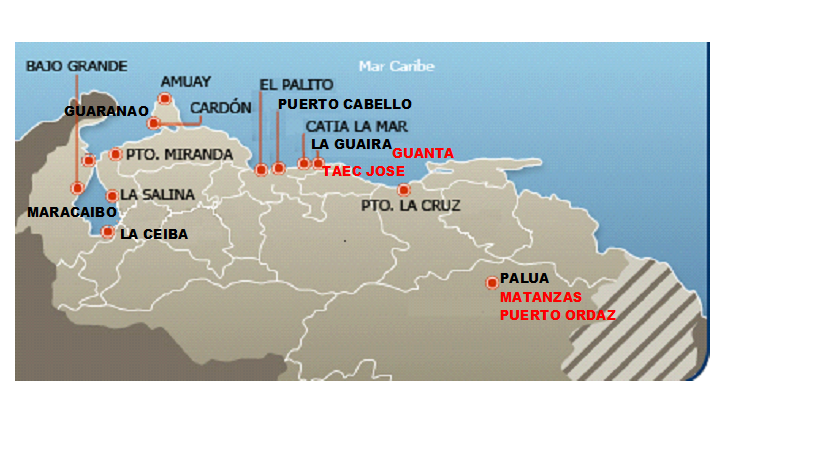 BAJO GRANDE
Mar Caribe
AMUAY
EL PALITO
GUARANAO
CARDÓN
PUERTO CABELLO
CATIA LA MAR
LA GUAIRA
GUANTA
PTO. MIRANDA
TAEC JOSE
LA SALINA
PTO. LA CRUZ
MARACAIBO
LA CEIBA
PALUA
MATANZAS
PUERTO ORDAZ